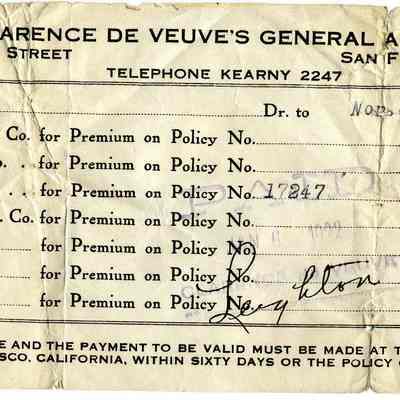 ARENCE DE VEUVE'S GENERAL A
STREET SAN F
TELEPHONE KEARNY 2247
Dr. to
Co. for Premium on Policy No.
o. . for Premium on Policy No.
. . for Premium on Policy No. 17247
. Co. for Premium on Policy No.
for Premium on Policy No.
for Premium on Policy No.
for Premium on Policy No.
Leighton
E AND THE PAYMENT TO BE VALID MUST BE MADE AT T
SCO, CALIFORNIA, WITHIN SIXTY DAYS OR THE POLICY